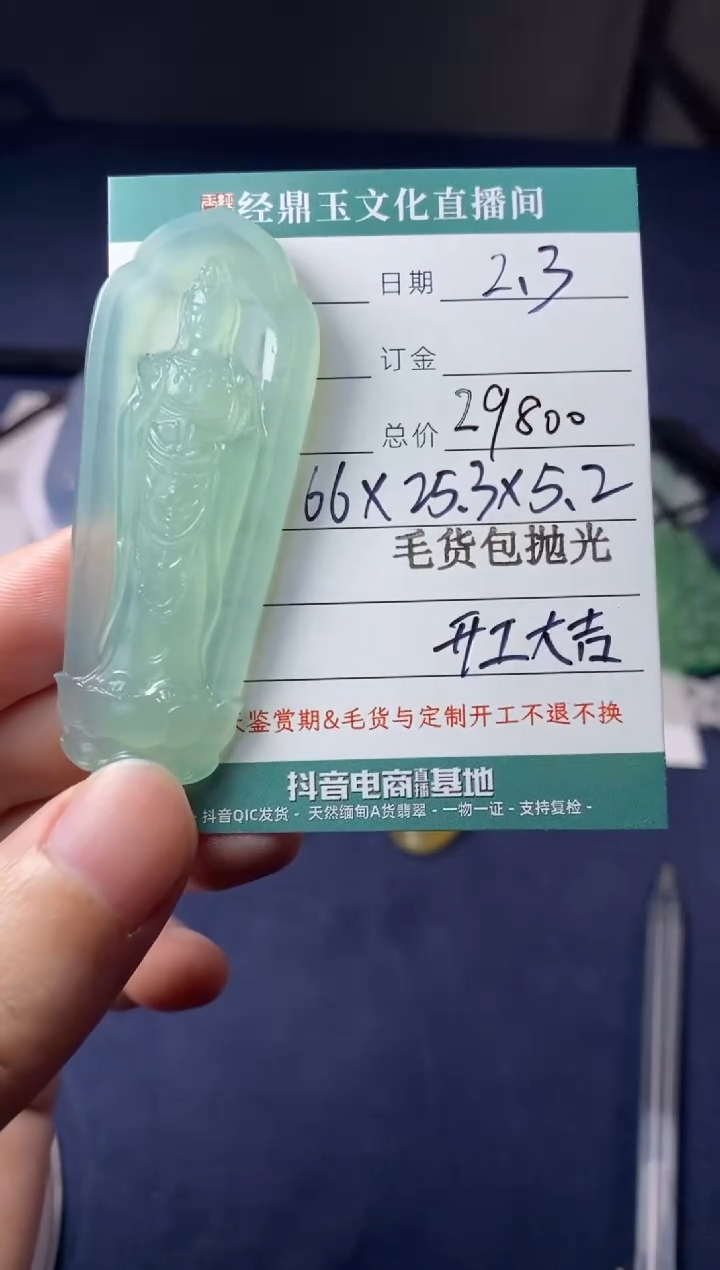 经鼎玉文化直播间
日期 2.3
订金
总价 29800
66X25.3X5.2
毛货包抛光
开工大吉
天鉴赏期&毛货与定制开工不退不换
抖音电商直播基地
抖音QIC发货 - 天然缅甸A货翡翠 - 一物一证 - 支持复检 -